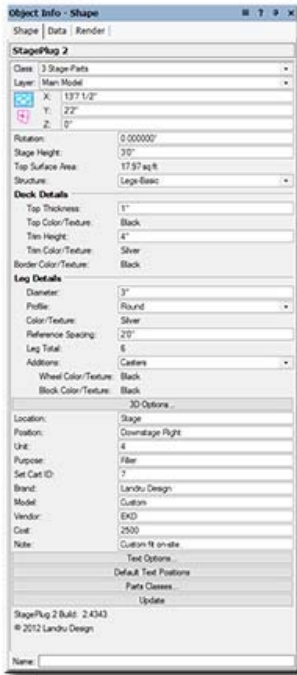 Object Info - Shape
Shape Data Render
StagePlug 2
Class: 3 Stage-Parts
Layer: Main Model
X: 13'7 1/2"
Y: 2'2"
Z: 0"
Rotation: 0.000000°
Stage Height: 3'0"
Top Surface Area: 17.97 sq ft
Structure: Legs-Basic
Deck Details
Top Thickness: 1"
Top Color/Texture: Black
Trim Height: 4"
Trim Color/Texture: Silver
Border Color/Texture: Black
Leg Details
Diameter: 3"
Profile: Round
Color/Texture: Silver
Reference Spacing: 2'0"
Leg Total: 6
Additions: Casters
Wheel Color/Texture: Black
Block Color/Texture: Black
3D Options...
Location: Stage
Position: Downstage Right
Unit: 4
Purpose: Filler
Set Cart ID: 7
Brand: Landru Design
Model: Custom
Vendor: EKD
Cost: 2500
Note: Custom fit on-site
Text Options...
Default Text Positions
Parts Classes...
Update
StagePlug 2 Build: 2.4343
© 2012 Landru Design
Name: